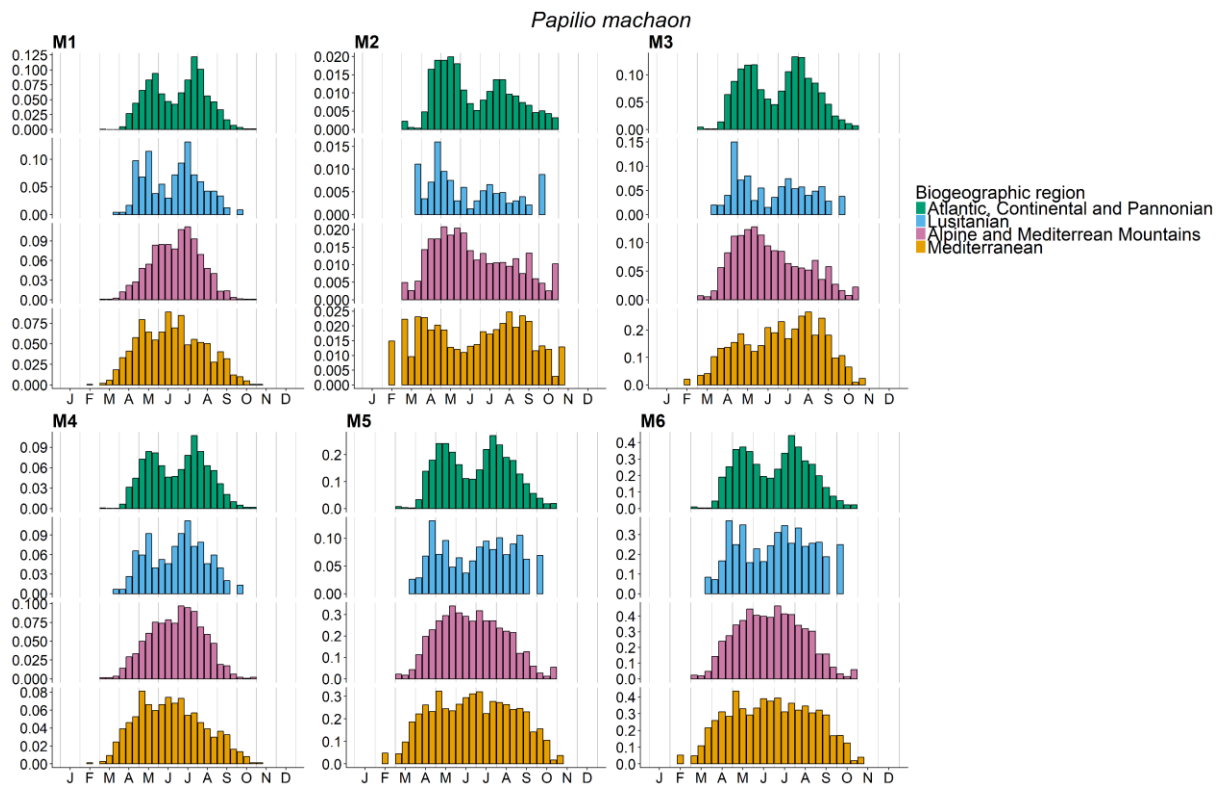 Papilio machaon
M1 M2 M3
0.125 0.100 0.075 0.050 0.025 0.000
0.020 0.015 0.010 0.005 0.000
0.10 0.05 0.00
0.10 0.05 0.00
0.015 0.010 0.005 0.000
0.15 0.10 0.05 0.00
Biogeographic region
Atlantic, Continental and Pannonian
Lusitanian
Alpine and Mediterrean Mountains
Mediterranean
0.09 0.06 0.03 0.00
0.020 0.015 0.010 0.005 0.000
0.10 0.05 0.00
0.075 0.050 0.025 0.000
0.025 0.020 0.015 0.010 0.005 0.000
0.2 0.1 0.0
J F M A M J J A S O N D J F M A M J J A S O N D J F M A M J J A S O N D
M4 M5 M6
0.09 0.06 0.03 0.00
0.2 0.1 0.0
0.4 0.3 0.2 0.1 0.0
0.09 0.06 0.03 0.00
0.10 0.05 0.00
0.3 0.2 0.1 0.0
0.100 0.075 0.050 0.025 0.000
0.3 0.2 0.1 0.0
0.4 0.3 0.2 0.1 0.0
0.08 0.06 0.04 0.02 0.00
0.3 0.2 0.1 0.0
0.4 0.3 0.2 0.1 0.0
J F M A M J J A S O N D J F M A M J J A S O N D J F M A M J J A S O N D